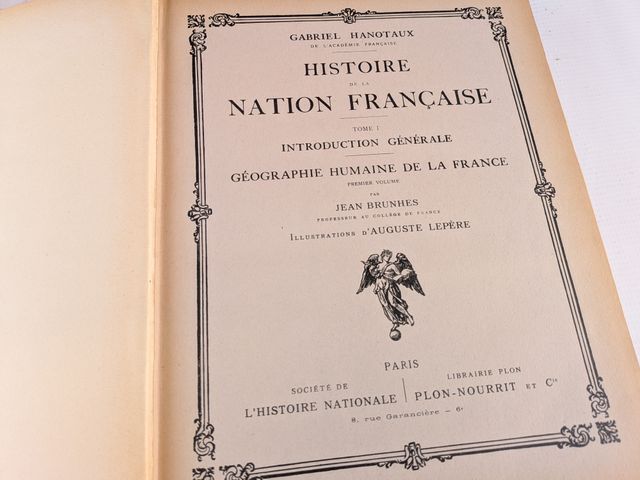 GABRIEL HANOTAUX
DE L'ACADÉMIE FRANÇAISE
HISTOIRE
DE LA
NATION FRANÇAISE
TOME I
INTRODUCTION GÉNÉRALE
GÉOGRAPHIE HUMAINE DE LA FRANCE
PREMIER VOLUME
PAR
JEAN BRUNHES
PROFESSEUR AU COLLÈGE DE FRANCE
ILLUSTRATIONS D'AUGUSTE LEPÈRE
PARIS
SOCIÉTÉ DE
L'HISTOIRE NATIONALE
LIBRAIRIE PLON
PLON-NOURRIT ET Cie
8, rue Garancière — 6e